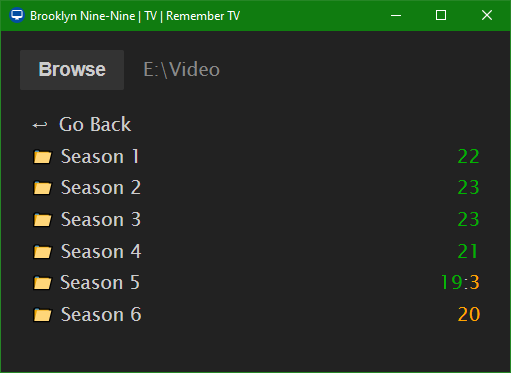 Brooklyn Nine-Nine | TV | Remember TV
Browse E:\Video
Go Back
Season 1 22
Season 2 23
Season 3 23
Season 4 21
Season 5 19:3
Season 6 20